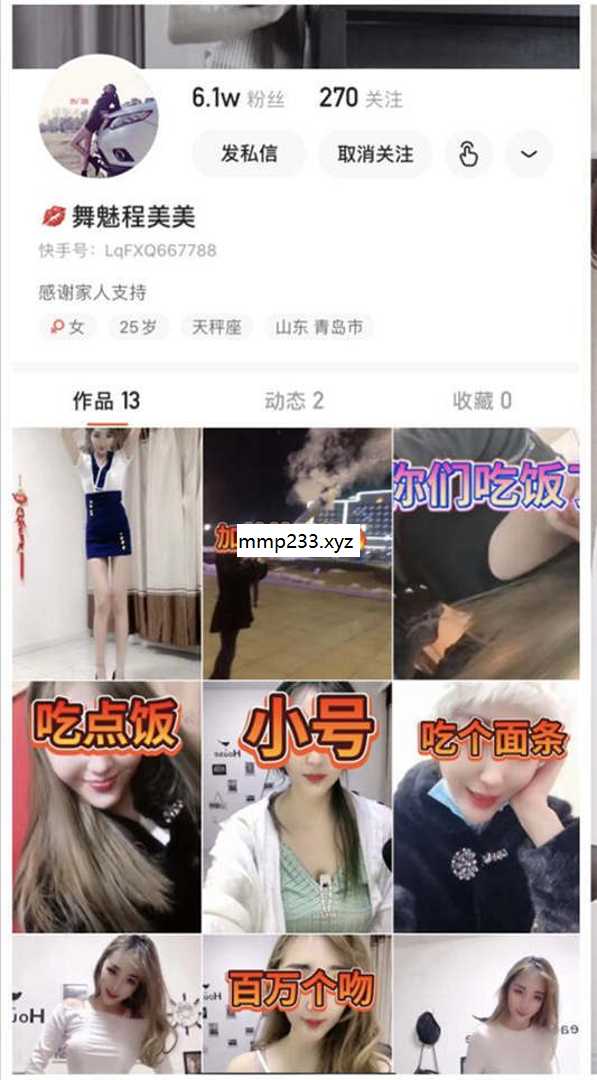 6.1w 粉丝 270 关注
发私信 取消关注
💋舞魅程美美
快手号：LqFXQ667788
感谢家人支持
女 25岁 天秤座 山东 青岛市
作品 13 动态 2 收藏 0
你们吃饭了
加
mmp233.xyz
吃点饭
小号
吃个面条
House
百万个吻